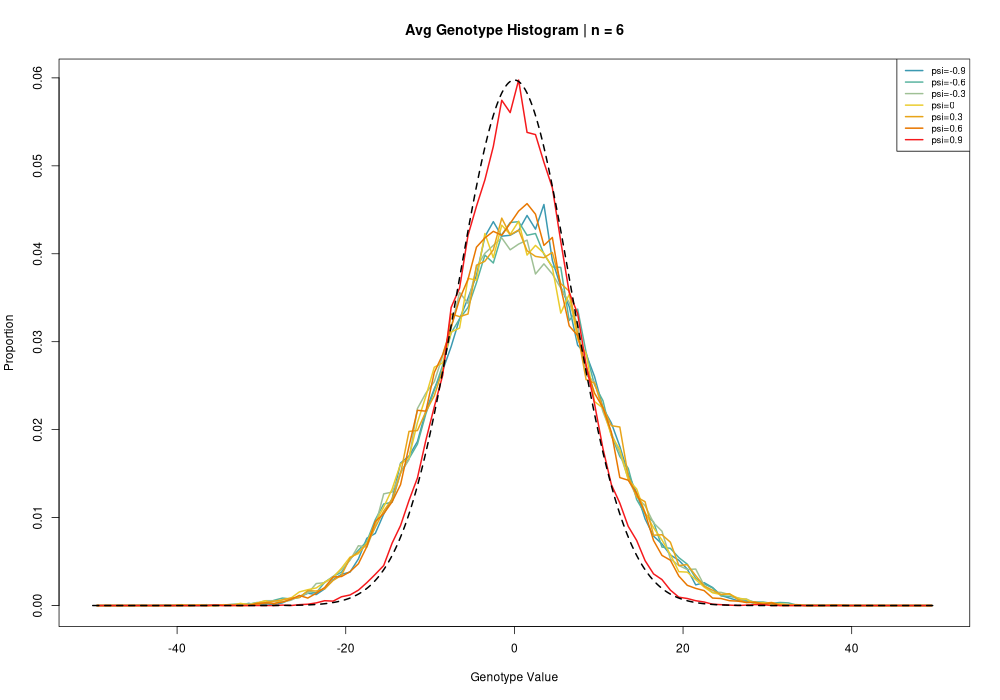 Avg Genotype Histogram | n = 6
psi=-0.9
psi=-0.6
psi=-0.3
psi=0
psi=0.3
psi=0.6
psi=0.9
Proportion
0.06
0.05
0.04
0.03
0.02
0.01
0.00
-40 -20 0 20 40
Genotype Value